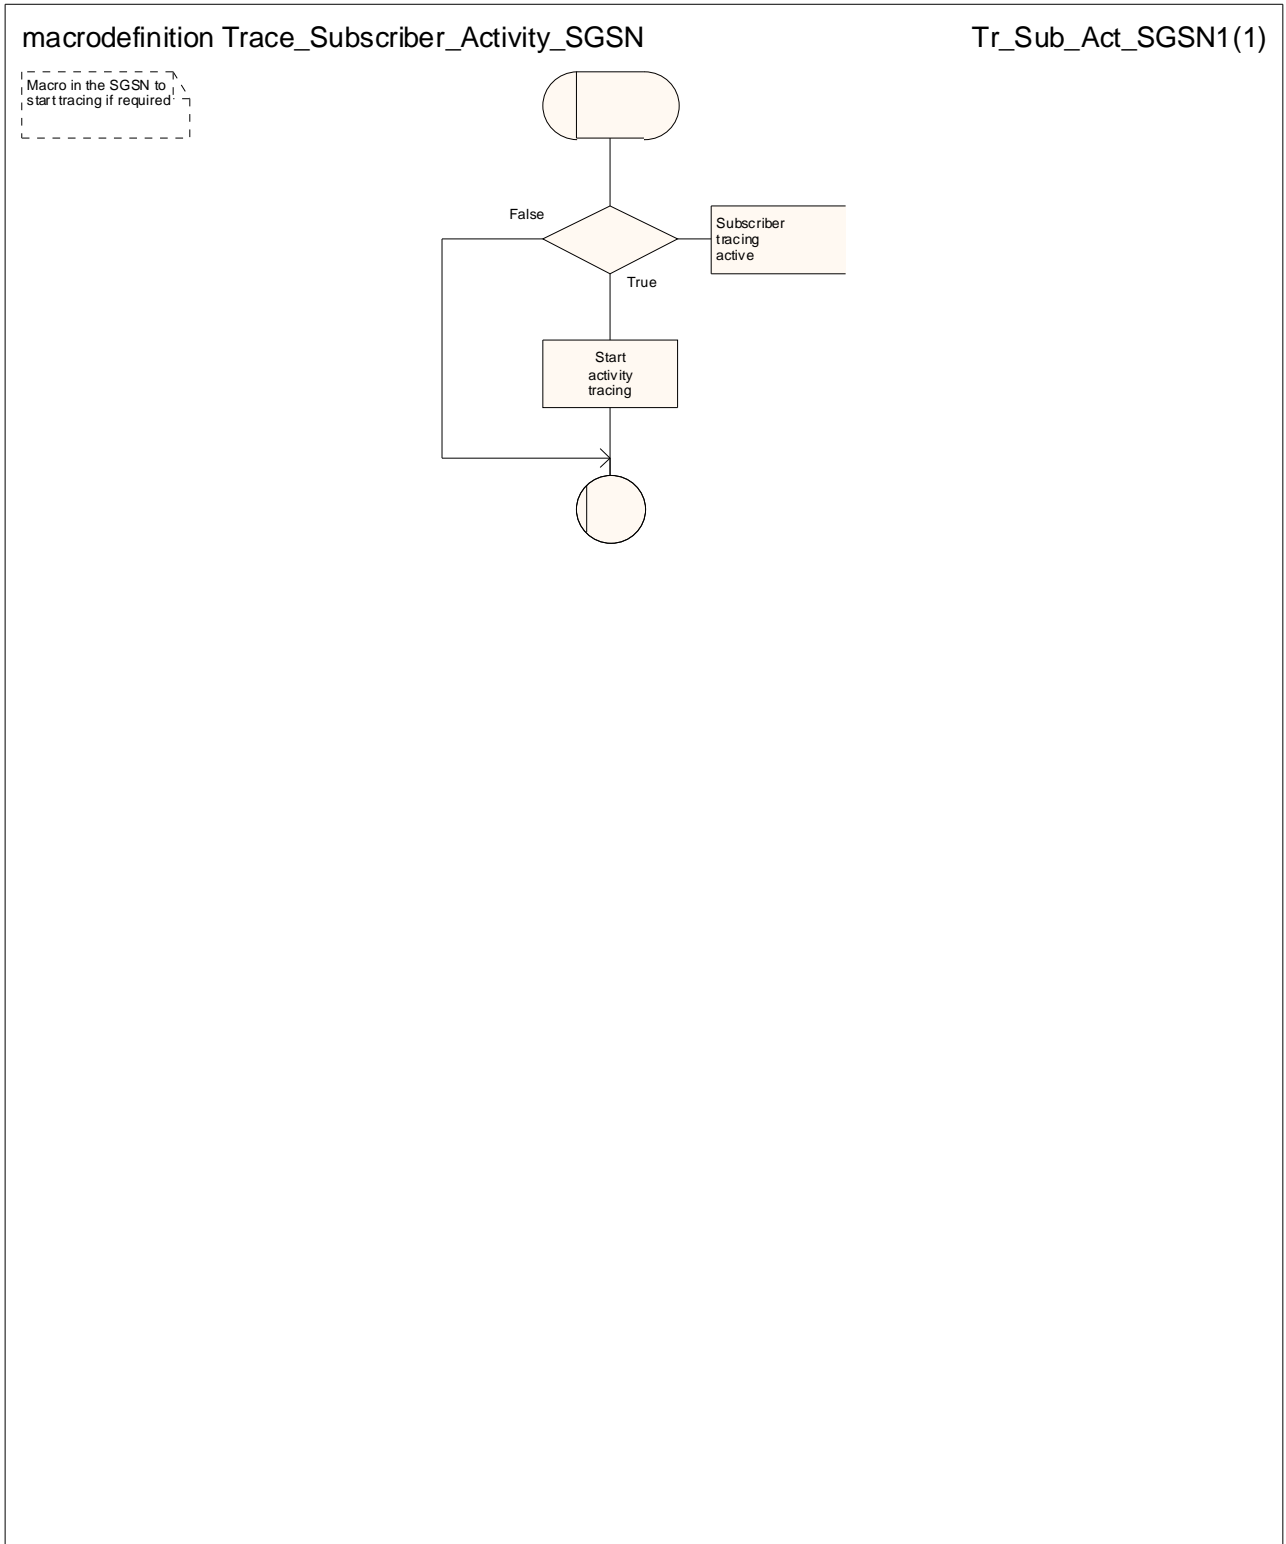 macrodefinition Trace_Subscriber_Activity_SGSN
Tr_Sub_Act_SGSN1(1)
Macro in the SGSN to
start tracing if required
False
Subscriber
tracing
active
True
Start
activity
tracing